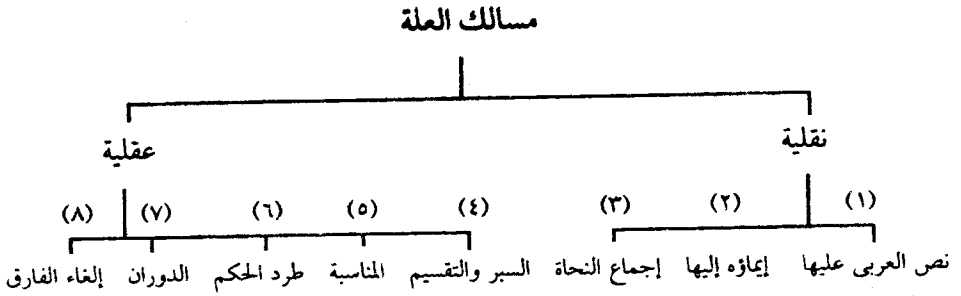 مسالك العلة
نقلية
عقلية
(١) (٢) (٣) (٤) (٥) (٦) (٧) (٨)
نص العربى عليها إيماؤه إليها إجماع النحاة السبر والتقسيم المناسبة طرد الحكم الدوران إلغاء الفارق